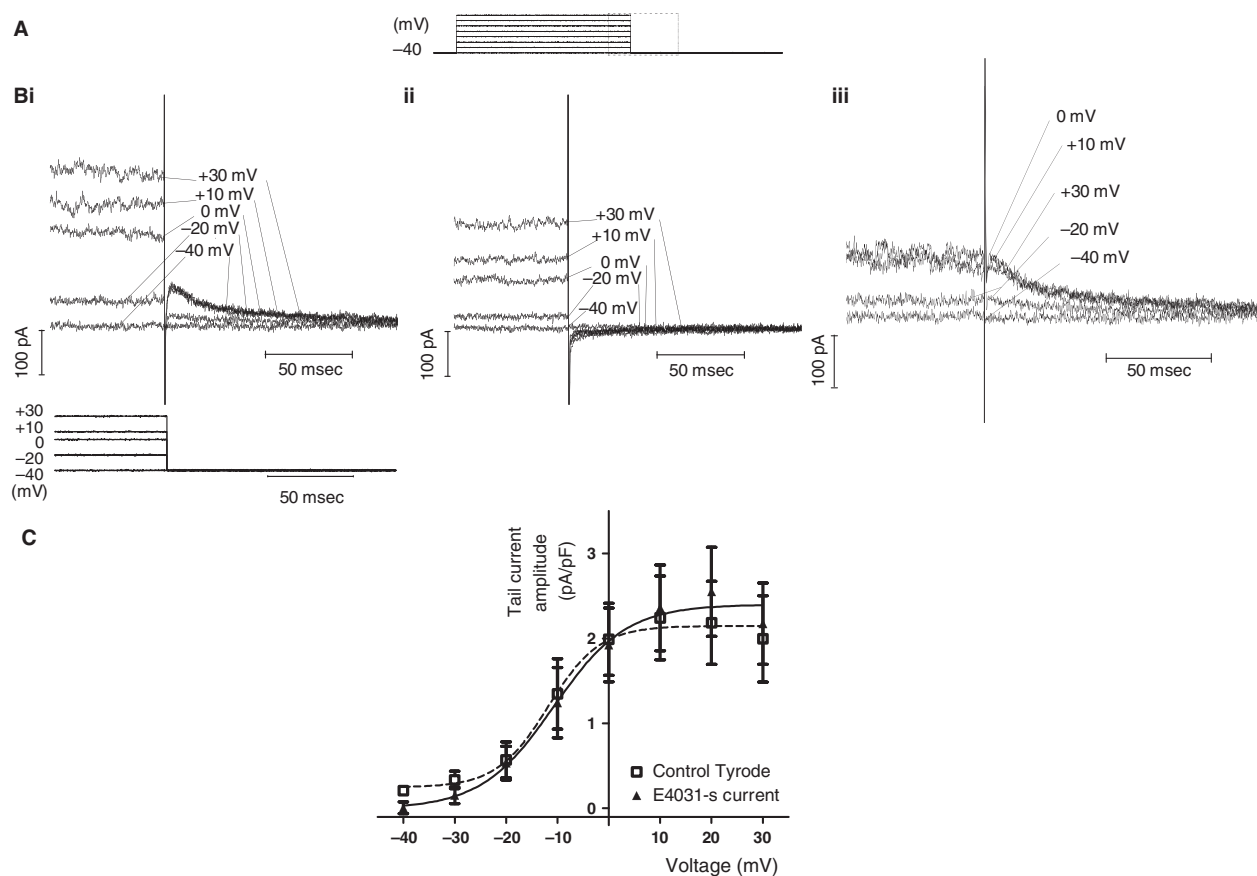 A
(mV)
−40
Bi
+30 mV
+10 mV
0 mV
−20 mV
−40 mV
100 pA
50 msec
+30
+10
0
−20
−40
(mV)
50 msec
ii
+30 mV
+10 mV
0 mV
−20 mV
−40 mV
100 pA
50 msec
iii
0 mV
+10 mV
+30 mV
−20 mV
−40 mV
100 pA
50 msec
C
Tail current
amplitude
(pA/pF)
3
2
1
0
Control Tyrode
E4031-s current
−40 −30 −20 −10 10 20 30
Voltage (mV)